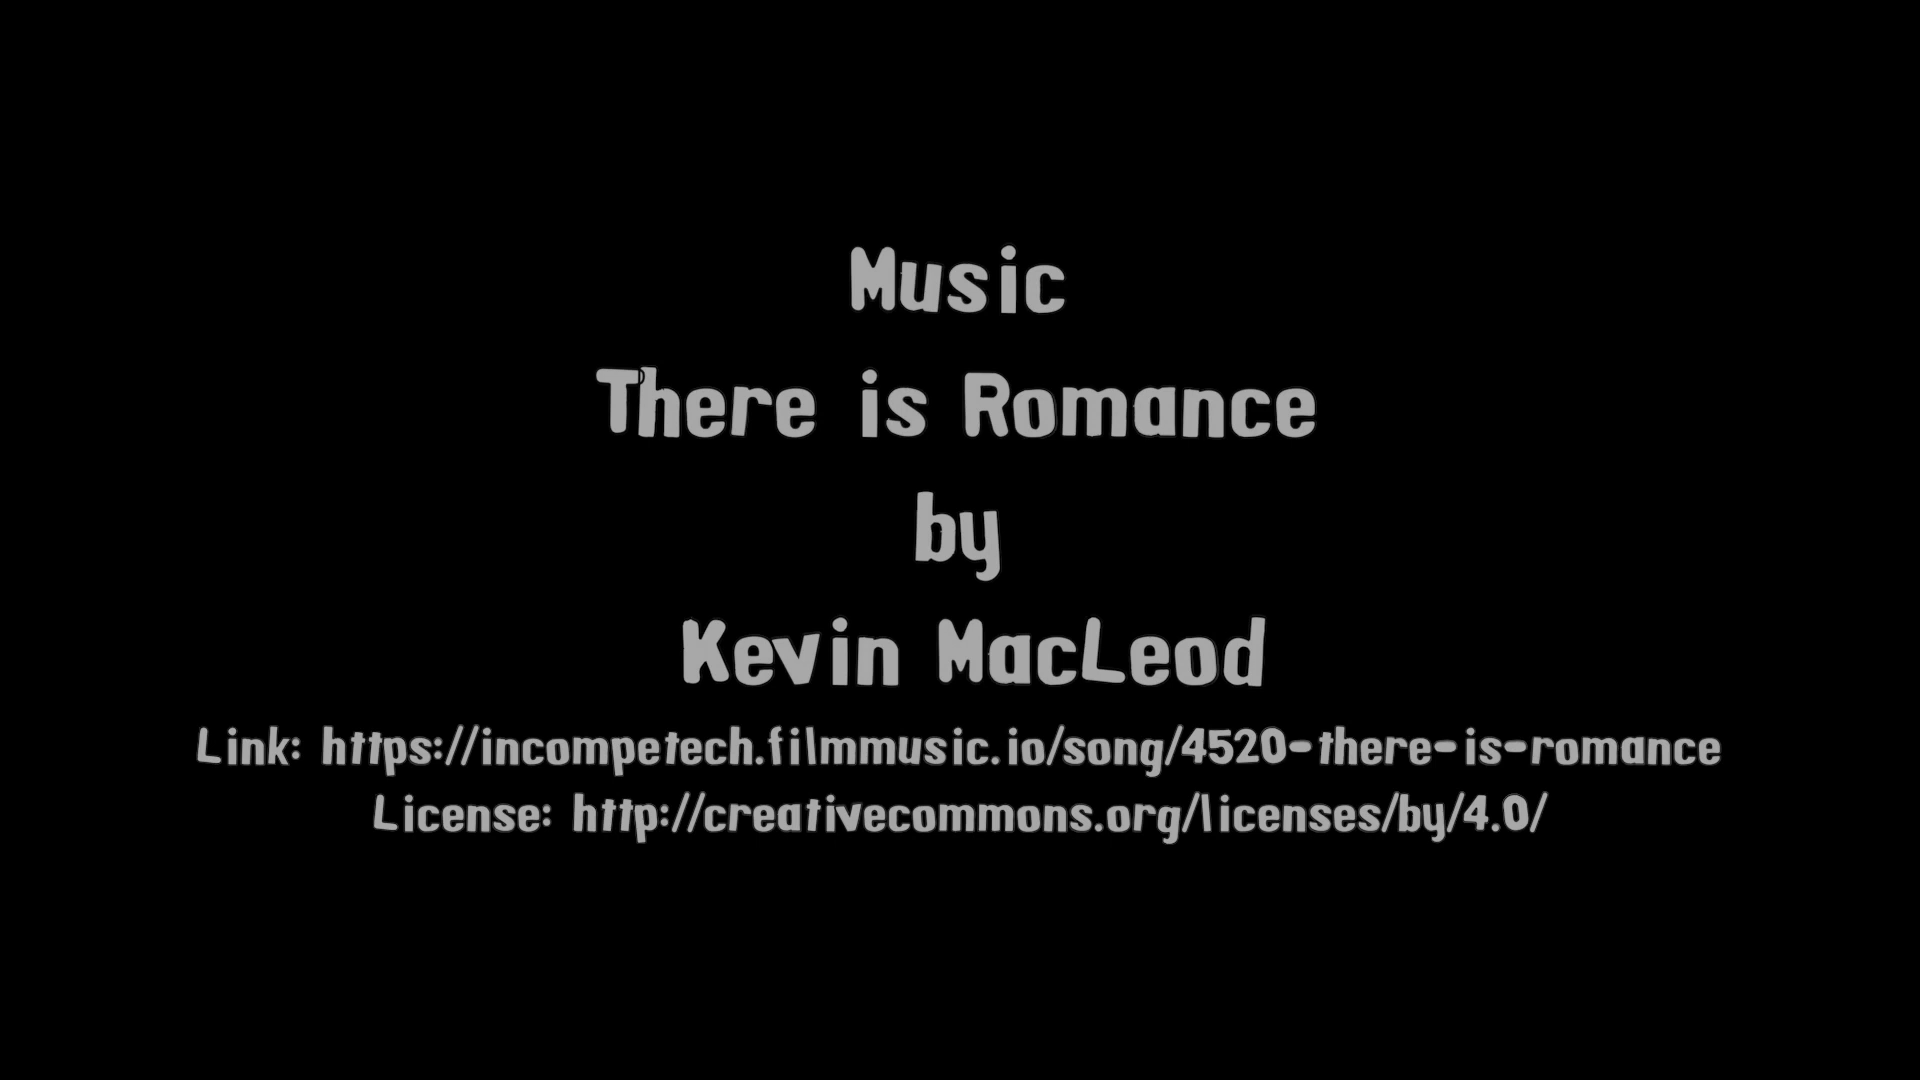 Music
There is Romance
by
Kevin MacLeod
Link: https://incompetech.filmmusic.io/song/4520-there-is-romance
License: http://creativecommons.org/licenses/by/4.0/